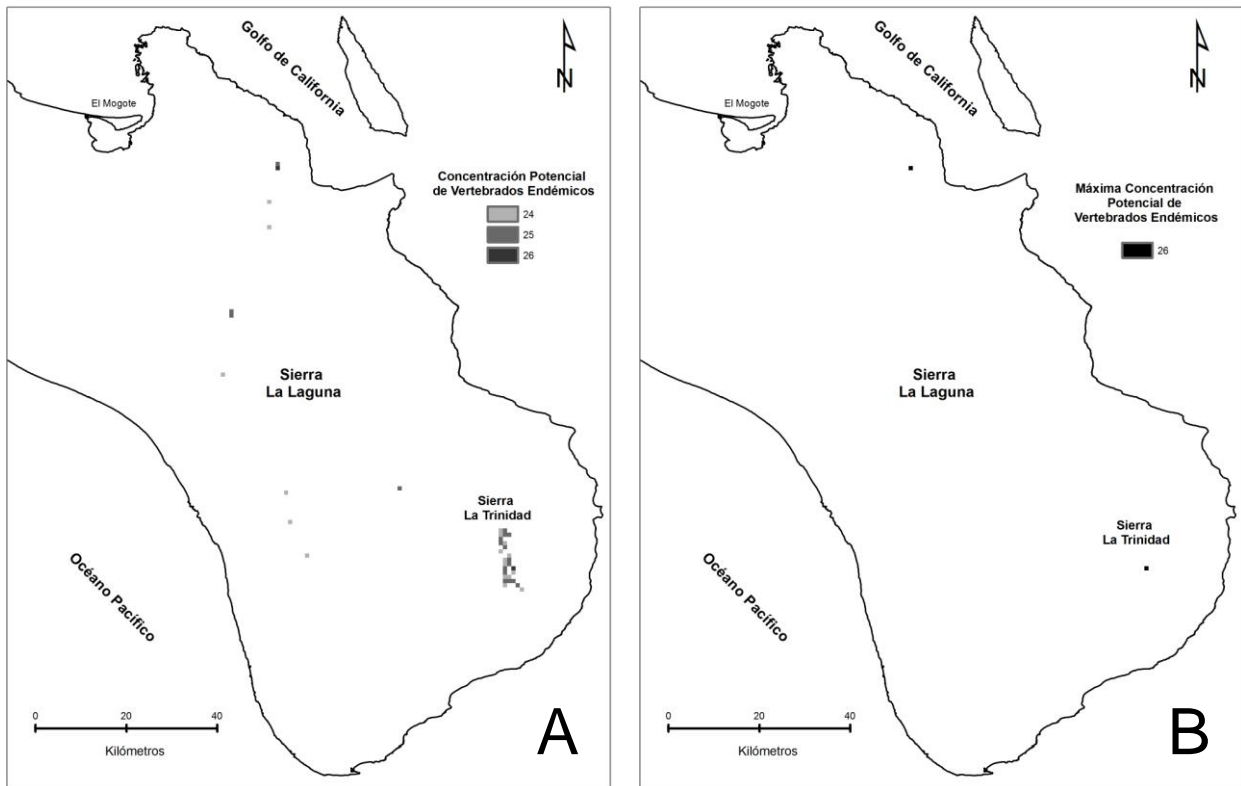 Golfo de California
N
El Mogote
Concentración Potencial
de Vertebrados Endémicos
24
25
26
Sierra
La Laguna
Sierra
La Trinidad
Océano Pacífico
0 20 40
Kilómetros
A
Golfo de California
N
El Mogote
Máxima Concentración
Potencial de
Vertebrados Endémicos
26
Sierra
La Laguna
Sierra
La Trinidad
Océano Pacífico
0 20 40
Kilómetros
B